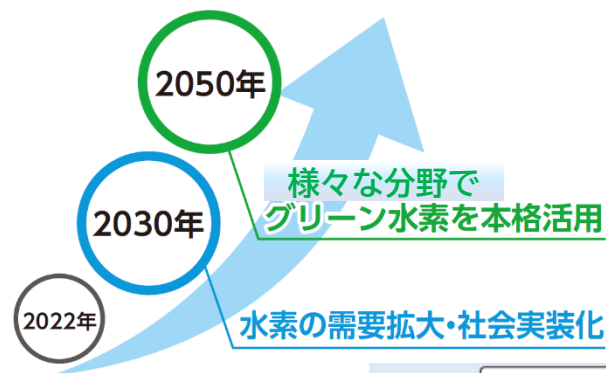 2050年
様々な分野で
グリーン水素を本格活用
2030年
水素の需要拡大・社会実装化
2022年